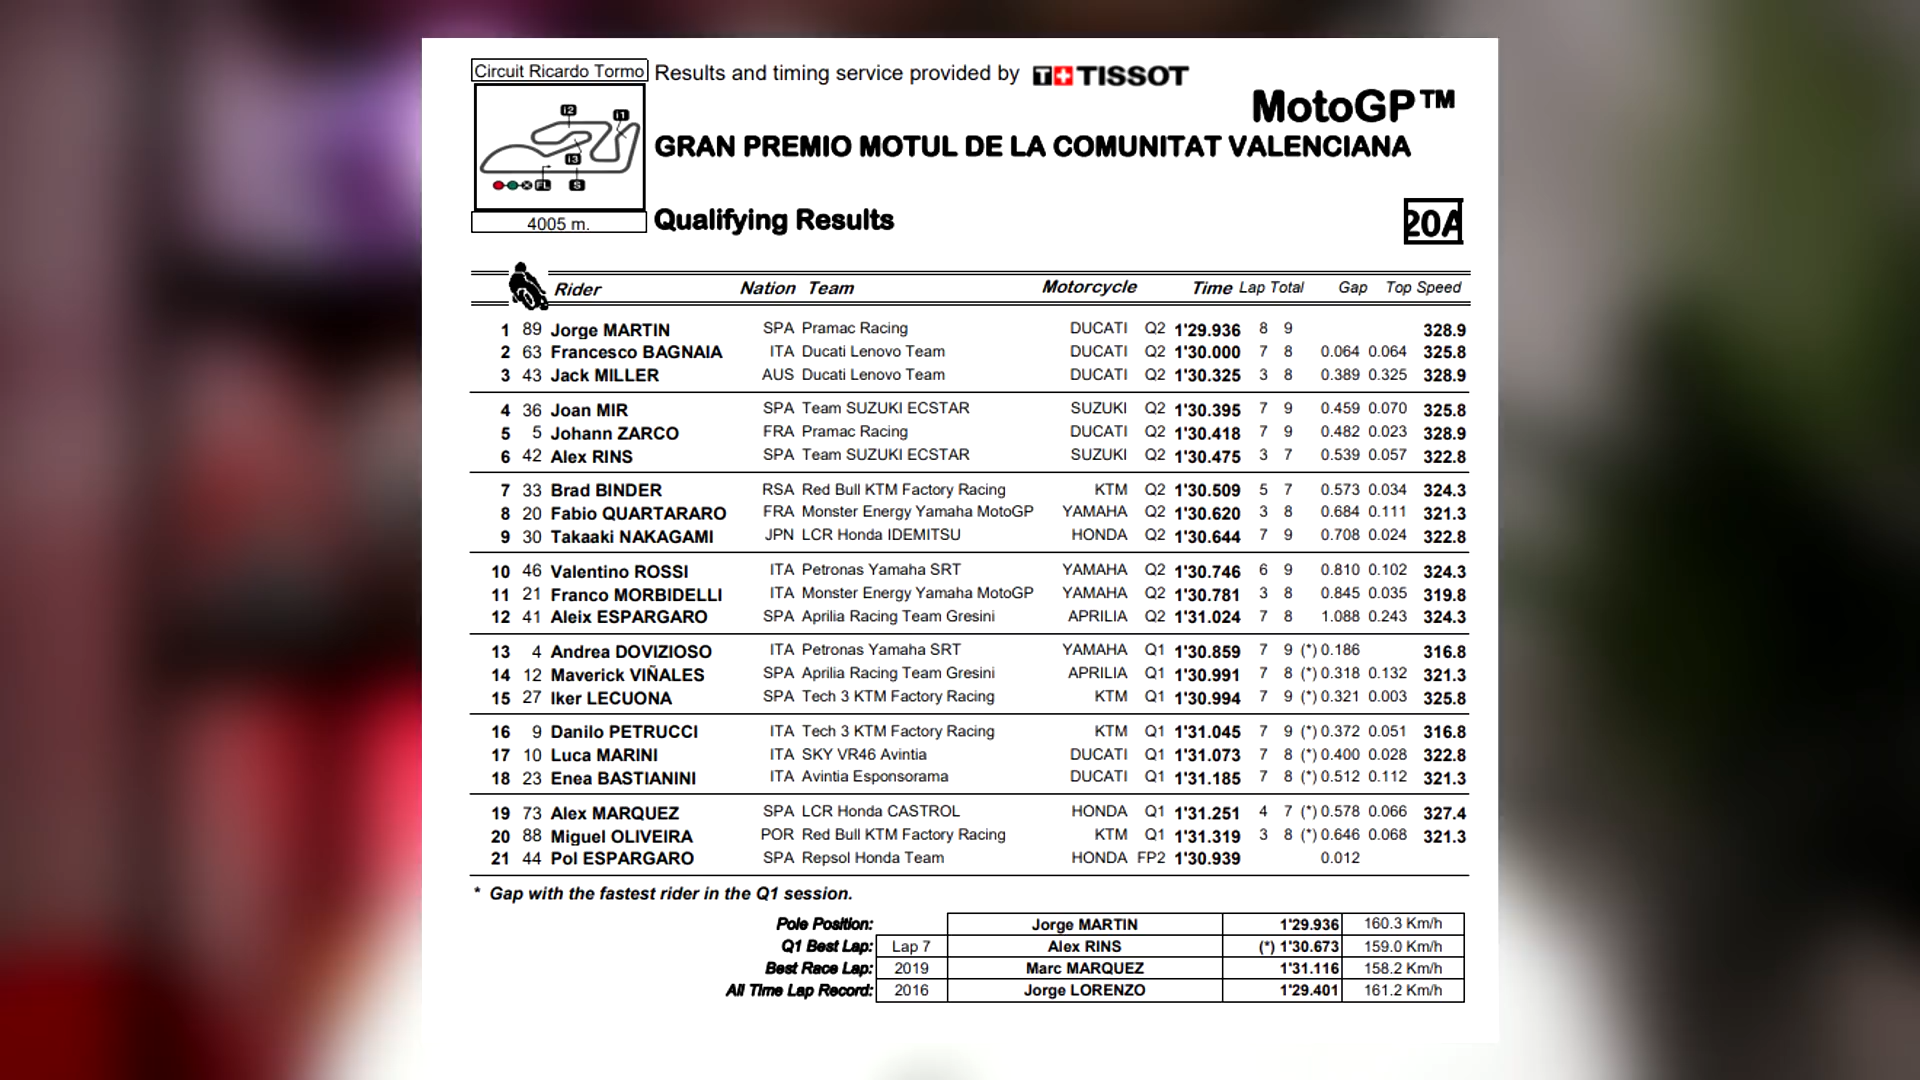 Circuit Ricardo Tormo Results and timing service provided by T+TISSOT
MotoGP™
I2 I1
GRAN PREMIO MOTUL DE LA COMUNITAT VALENCIANA
I3
FL S
4005 m. Qualifying Results 20A
Rider Nation Team Motorcycle Time Lap Total Gap Top Speed
1 89 Jorge MARTIN SPA Pramac Racing DUCATI Q2 1'29.936 8 9 328.9
2 63 Francesco BAGNAIA ITA Ducati Lenovo Team DUCATI Q2 1'30.000 7 8 0.064 0.064 325.8
3 43 Jack MILLER AUS Ducati Lenovo Team DUCATI Q2 1'30.325 3 8 0.389 0.325 328.9
4 36 Joan MIR SPA Team SUZUKI ECSTAR SUZUKI Q2 1'30.395 7 9 0.459 0.070 325.8
5 5 Johann ZARCO FRA Pramac Racing DUCATI Q2 1'30.418 7 9 0.482 0.023 328.9
6 42 Alex RINS SPA Team SUZUKI ECSTAR SUZUKI Q2 1'30.475 3 7 0.539 0.057 322.8
7 33 Brad BINDER RSA Red Bull KTM Factory Racing KTM Q2 1'30.509 5 7 0.573 0.034 324.3
8 20 Fabio QUARTARARO FRA Monster Energy Yamaha MotoGP YAMAHA Q2 1'30.620 3 8 0.684 0.111 321.3
9 30 Takaaki NAKAGAMI JPN LCR Honda IDEMITSU HONDA Q2 1'30.644 7 9 0.708 0.024 322.8
10 46 Valentino ROSSI ITA Petronas Yamaha SRT YAMAHA Q2 1'30.746 6 9 0.810 0.102 324.3
11 21 Franco MORBIDELLI ITA Monster Energy Yamaha MotoGP YAMAHA Q2 1'30.781 3 8 0.845 0.035 319.8
12 41 Aleix ESPARGARO SPA Aprilia Racing Team Gresini APRILIA Q2 1'31.024 7 8 1.088 0.243 324.3
13 4 Andrea DOVIZIOSO ITA Petronas Yamaha SRT YAMAHA Q1 1'30.859 7 9 (*) 0.186 316.8
14 12 Maverick VIÑALES SPA Aprilia Racing Team Gresini APRILIA Q1 1'30.991 7 8 (*) 0.318 0.132 321.3
15 27 Iker LECUONA SPA Tech 3 KTM Factory Racing KTM Q1 1'30.994 7 9 (*) 0.321 0.003 325.8
16 9 Danilo PETRUCCI ITA Tech 3 KTM Factory Racing KTM Q1 1'31.045 7 9 (*) 0.372 0.051 316.8
17 10 Luca MARINI ITA SKY VR46 Avintia DUCATI Q1 1'31.073 7 8 (*) 0.400 0.028 322.8
18 23 Enea BASTIANINI ITA Avintia Esponsorama DUCATI Q1 1'31.185 7 8 (*) 0.512 0.112 321.3
19 73 Alex MARQUEZ SPA LCR Honda CASTROL HONDA Q1 1'31.251 4 7 (*) 0.578 0.066 327.4
20 88 Miguel OLIVEIRA POR Red Bull KTM Factory Racing KTM Q1 1'31.319 3 8 (*) 0.646 0.068 321.3
21 44 Pol ESPARGARO SPA Repsol Honda Team HONDA FP2 1'30.939 0.012
* Gap with the fastest rider in the Q1 session.
Pole Position: Jorge MARTIN 1'29.936 160.3 Km/h
Q1 Best Lap: Lap 7 Alex RINS (*) 1'30.673 159.0 Km/h
Best Race Lap: 2019 Marc MARQUEZ 1'31.116 158.2 Km/h
All Time Lap Record: 2016 Jorge LORENZO 1'29.401 161.2 Km/h